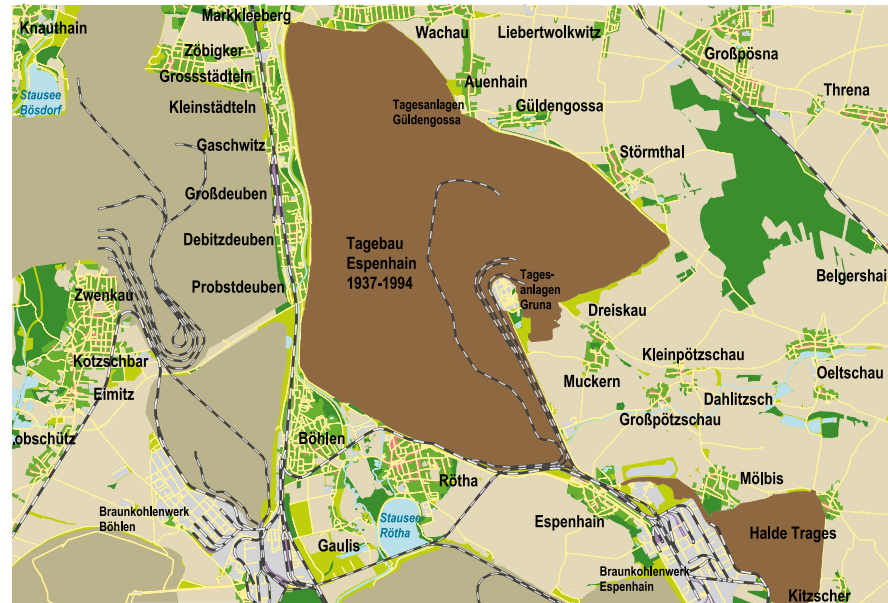 Knauthain
Markkleeberg
Wachau
Liebertwolkwitz
Zöbigker
Großpösna
Grossstädteln
Auenhain
Threna
Stausee
Bösdorf
Kleinstädteln
Tagesanlagen
Güldengossa
Güldengossa
Gaschwitz
Störmthal
Großdeuben
Debitzdeuben
Tagebau
Espenhain
1937-1994
Belgershai
Probstdeuben
Tages-
anlagen
Gruna
Zwenkau
Dreiskau
Kotzschbar
Kleinpötzschau
Muckern
Oeltschau
Eimitz
Dahlitzsch
Großpötzschau
obschütz
Böhlen
Rötha
Mölbis
Braunkohlenwerk
Böhlen
Stausee
Rötha
Espenhain
Halde Trages
Gaulis
Braunkohlenwerk
Espenhain
Kitzscher